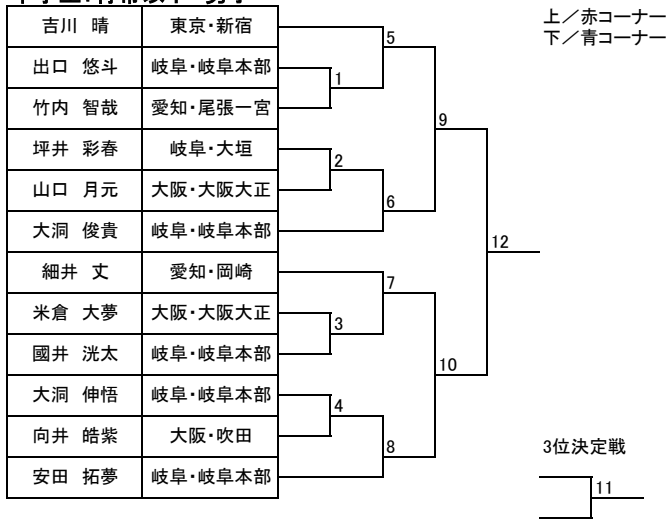 吉川 晴 東京・新宿
出口 悠斗 岐阜・岐阜本部
竹内 智哉 愛知・尾張一宮
坪井 彩春 岐阜・大垣
山口 月元 大阪・大阪大正
大洞 俊貴 岐阜・岐阜本部
細井 丈 愛知・岡崎
米倉 大夢 大阪・大阪大正
國井 洸太 岐阜・岐阜本部
大洞 伸悟 岐阜・岐阜本部
向井 皓紫 大阪・吹田
安田 拓夢 岐阜・岐阜本部
1
2
3
4
5
6
7
8
9
10
12
上／赤コーナー
下／青コーナー
3位決定戦
11